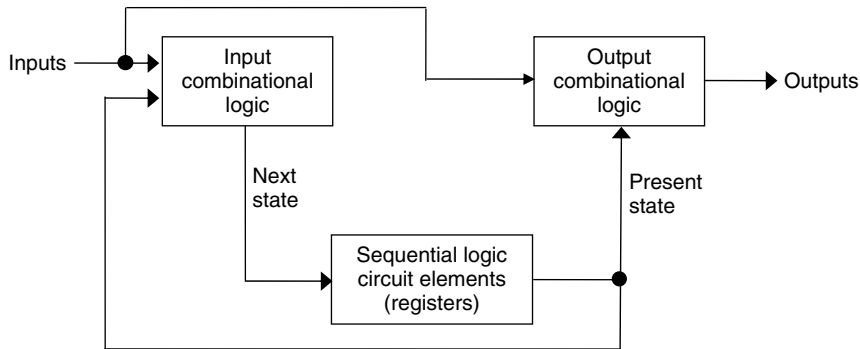 Inputs
Input
combinational
logic
Output
combinational
logic
Outputs
Next
state
Present
state
Sequential logic
circuit elements
(registers)